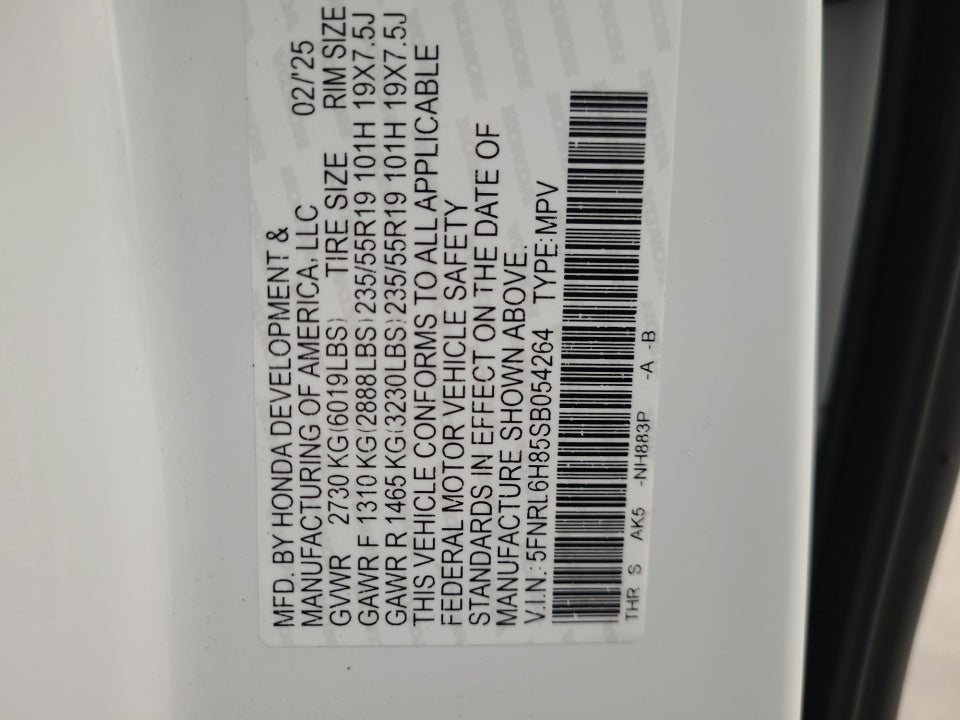 MFD. BY HONDA DEVELOPMENT & 02/'25
MANUFACTURING OF AMERICA, LLC
GVWR 2730 KG(6019LBS) TIRE SIZE RIM SIZE
GAWR F 1310 KG(2888LBS) 235/55R19 101H 19X7.5J
GAWR R 1465 KG(3230LBS) 235/55R19 101H 19X7.5J
THIS VEHICLE CONFORMS TO ALL APPLICABLE
FEDERAL MOTOR VEHICLE SAFETY
STANDARDS IN EFFECT ON THE DATE OF
MANUFACTURE SHOWN ABOVE.
V.I.N.: 5FNRL6H85SB054264 TYPE:MPV
THR S AK5 -NH883P -A -B